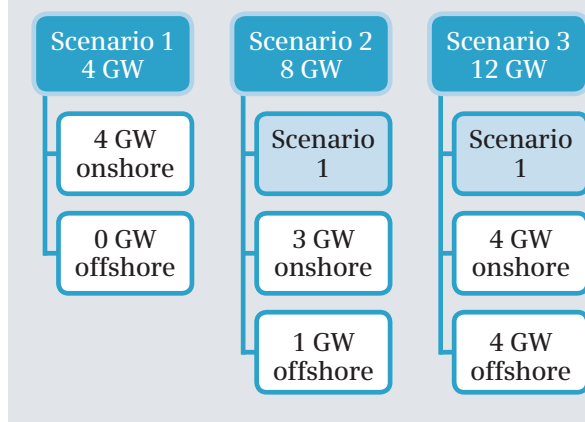 Scenario 1
4 GW
4 GW
onshore
0 GW
offshore
Scenario 2
8 GW
Scenario
1
3 GW
onshore
1 GW
offshore
Scenario 3
12 GW
Scenario
1
4 GW
onshore
4 GW
offshore